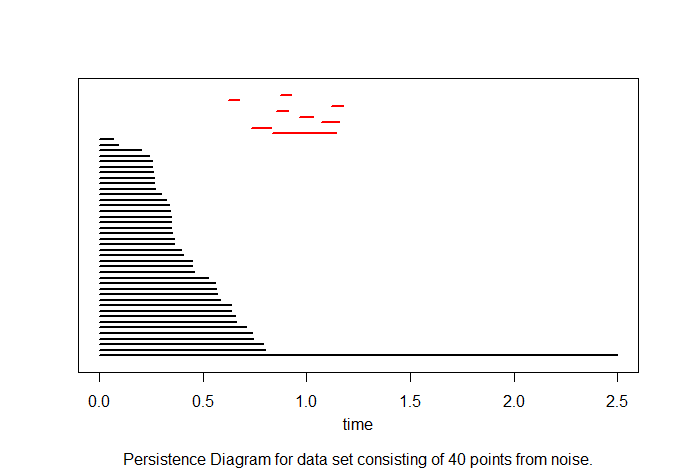 0.0 0.5 1.0 1.5 2.0 2.5
time
Persistence Diagram for data set consisting of 40 points from noise.